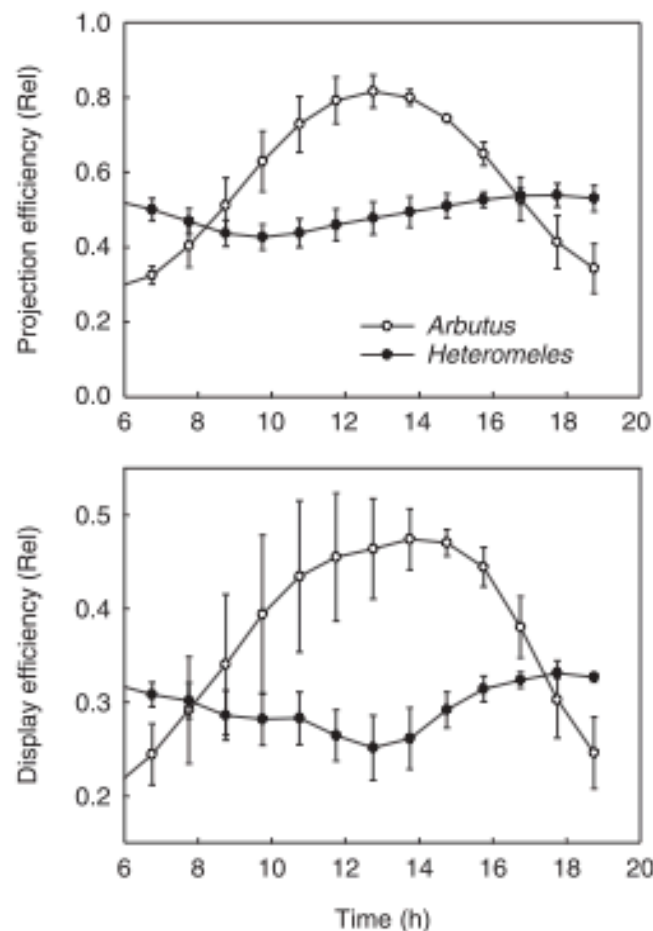 1.0
0.8
0.6
0.4
0.2
0.0
Projection efficiency (Rel)
Arbutus
Heteromeles
6 8 10 12 14 16 18 20
0.5
0.4
0.3
0.2
Display efficiency (Rel)
6 8 10 12 14 16 18 20
Time (h)